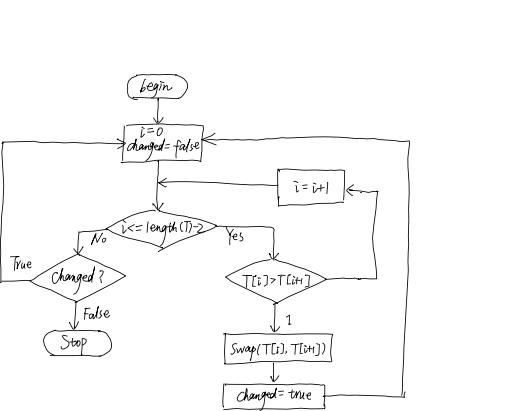 begin
i=0
changed=false
i=i+1
i<=length(T)-2
No
Yes
True
Changed?
T[i]>T[i+1]
False
1
Stop
Swap(T[i],T[i+1])
changed=true